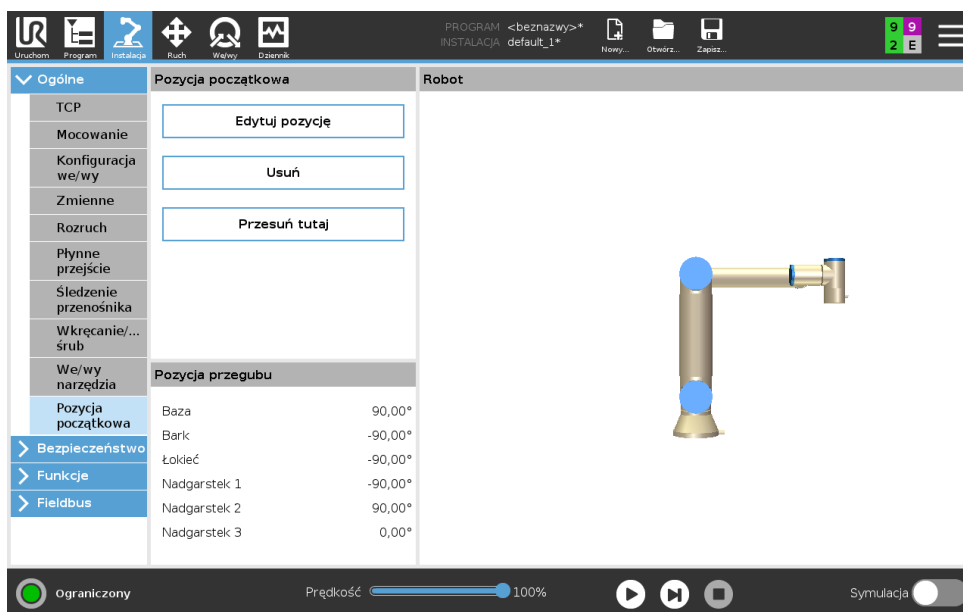 PROGRAM <beznazwy>*
INSTALACJA default_1*
Uruchom Program Instalacja Ruch We/wy Dziennik
Nowy... Otwórz... Zapisz...
9 9
2 E
Ogólne
TCP
Mocowanie
Konfiguracja
we/wy
Zmienne
Rozruch
Płynne
przejście
Śledzenie
przenośnika
Wkręcanie/...
śrub
We/wy
narzędzia
Pozycja
początkowa
Bezpieczeństwo
Funkcje
Fieldbus
Pozycja początkowa
Edytuj pozycję
Usuń
Przesuń tutaj
Pozycja przegubu
Baza 90,00°
Bark -90,00°
Łokieć -90,00°
Nadgarstek 1 -90,00°
Nadgarstek 2 90,00°
Nadgarstek 3 0,00°
Robot
Ograniczony
Prędkość 100%
Symulacja